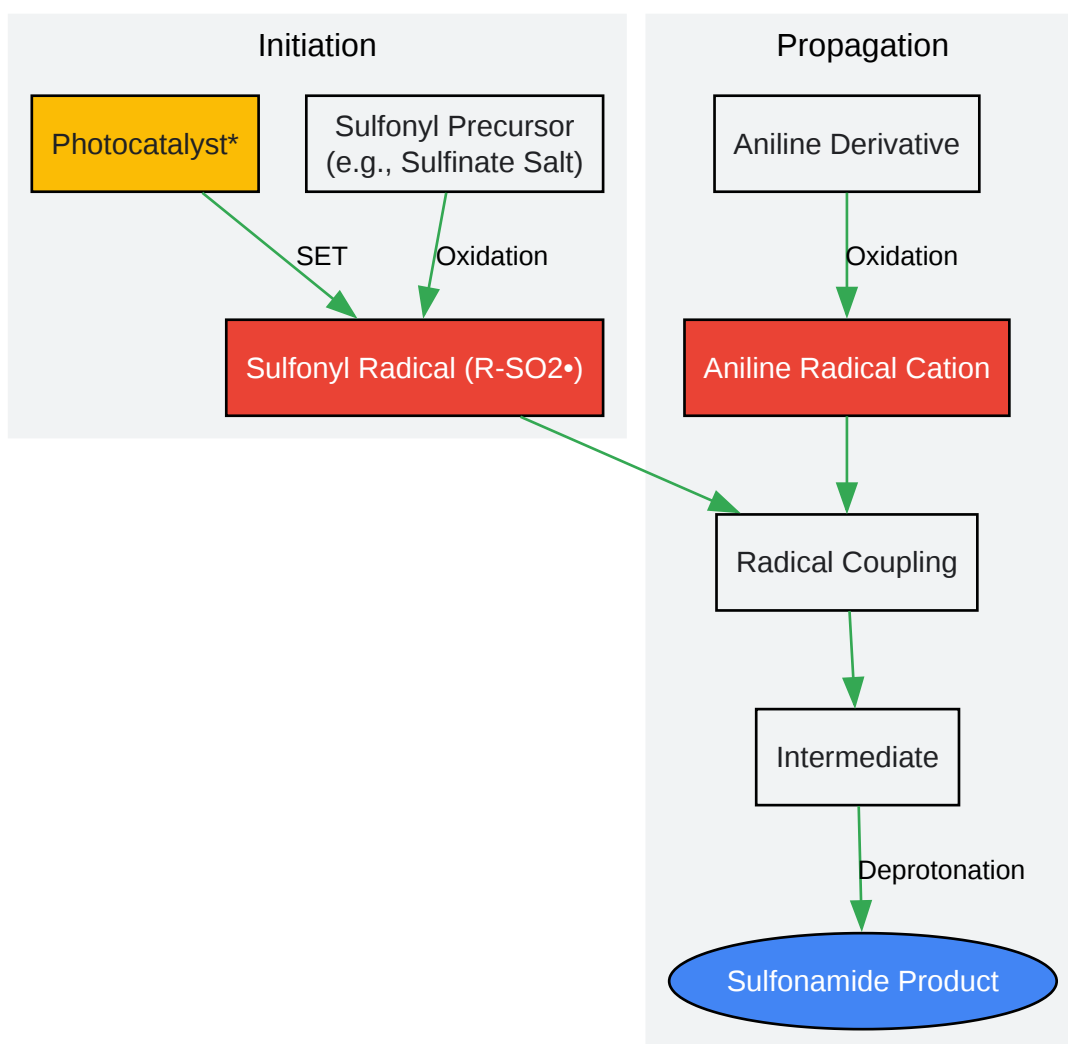 Initiation
Photocatalyst*
Sulfonyl Precursor
(e.g., Sulfinate Salt)
SET
Oxidation
Sulfonyl Radical (R-SO2•)
Propagation
Aniline Derivative
Oxidation
Aniline Radical Cation
Radical Coupling
Intermediate
Deprotonation
Sulfonamide Product